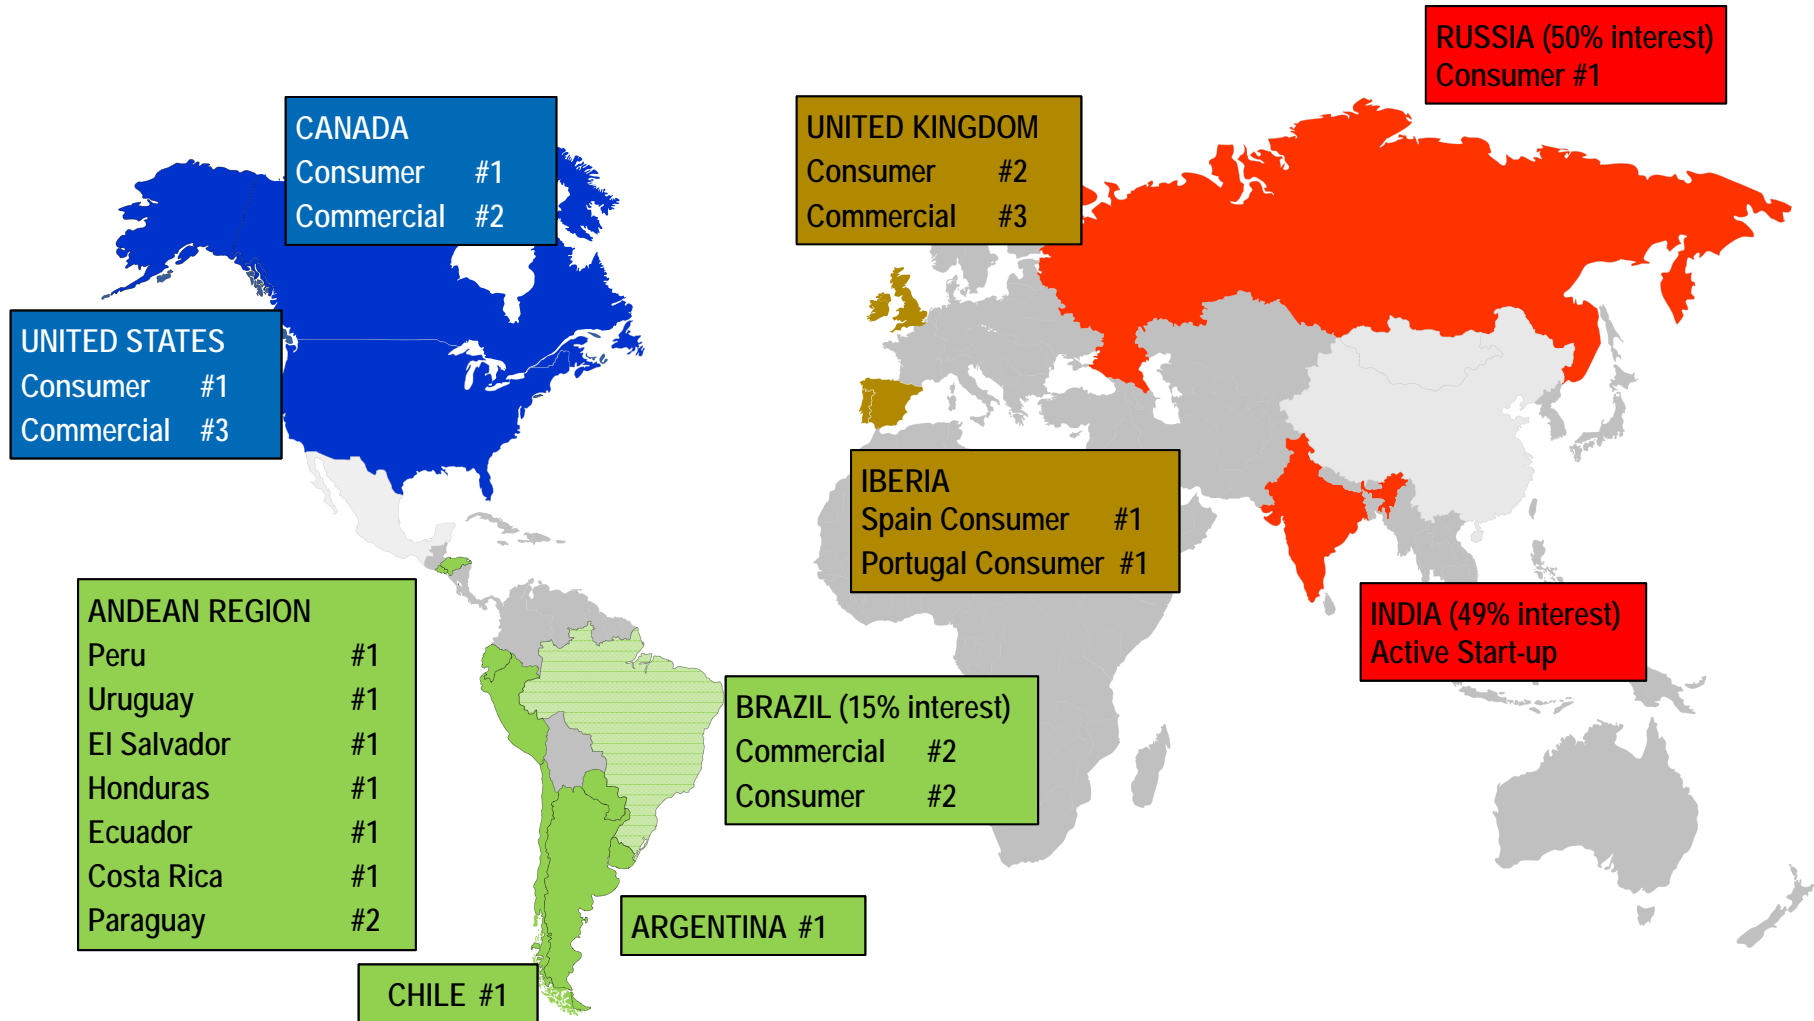 RUSSIA (50% interest)
Consumer #1
CANADA
Consumer #1
Commercial #2
UNITED KINGDOM
Consumer #2
Commercial #3
UNITED STATES
Consumer #1
Commercial #3
IBERIA
Spain Consumer #1
Portugal Consumer #1
ANDEAN REGION
Peru #1
Uruguay #1
El Salvador #1
Honduras #1
Ecuador #1
Costa Rica #1
Paraguay #2
INDIA (49% interest)
Active Start-up
BRAZIL (15% interest)
Commercial #2
Consumer #2
ARGENTINA #1
CHILE #1